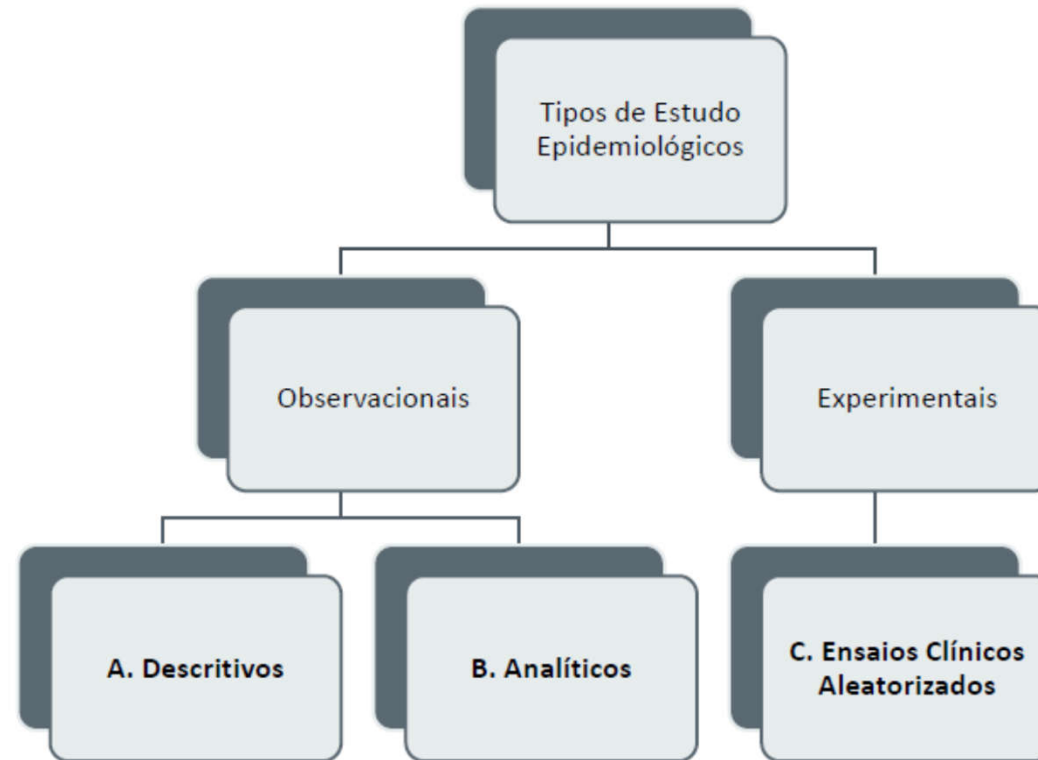 Tipos de Estudo
Epidemiológicos
Observacionais
Experimentais
A. Descritivos
B. Analíticos
C. Ensaios Clínicos
Aleatorizados